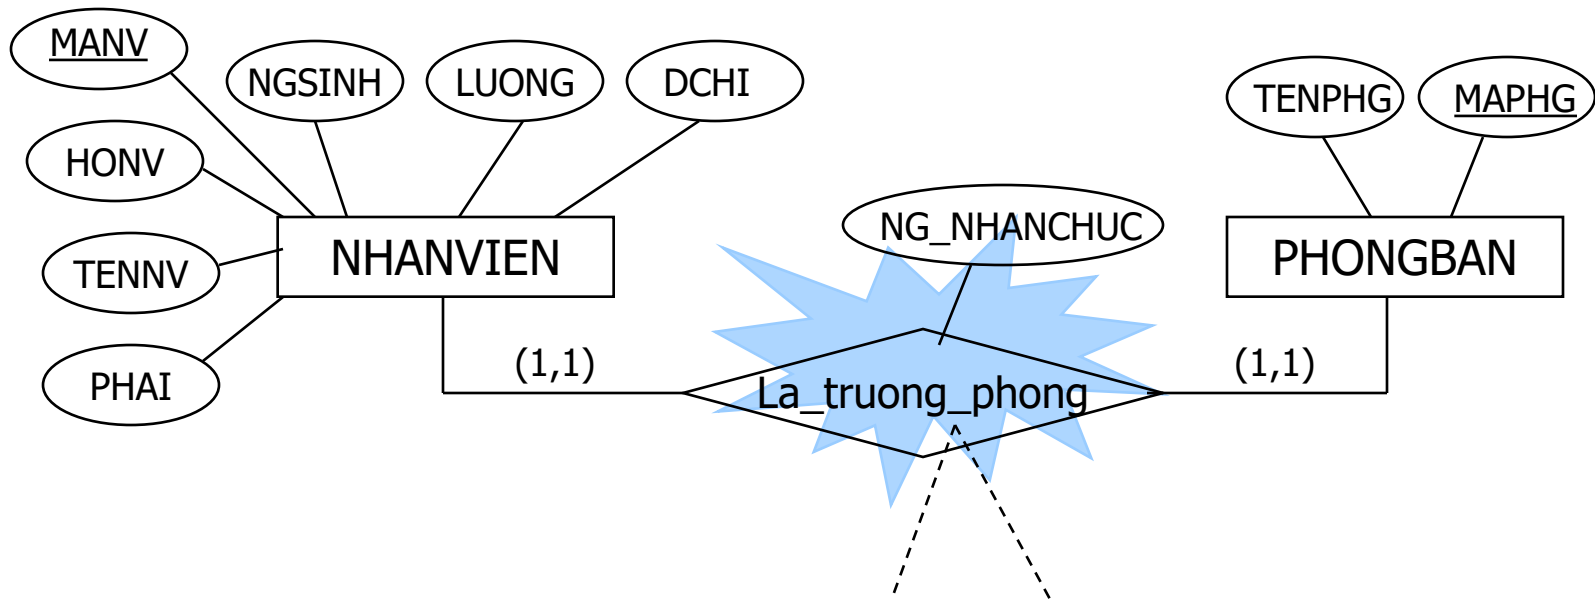 MANV
NGSINH
LUONG
DCHI
TENPHG
MAPHG
HONV
NG_NHANCHUC
TENNV
NHANVIEN
PHONGBAN
(1,1)
(1,1)
PHAI
La_truong_phong